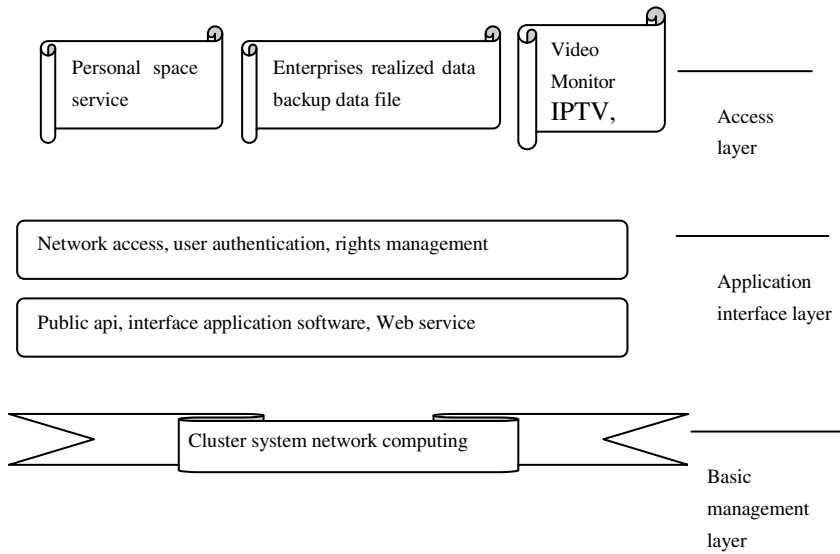 Personal space
service
Enterprises realized data
backup data file
Video
Monitor
IPTV,
Access
layer
Network access, user authentication, rights management
Application
interface layer
Public api, interface application software, Web service
Cluster system network computing
Basic
management
layer